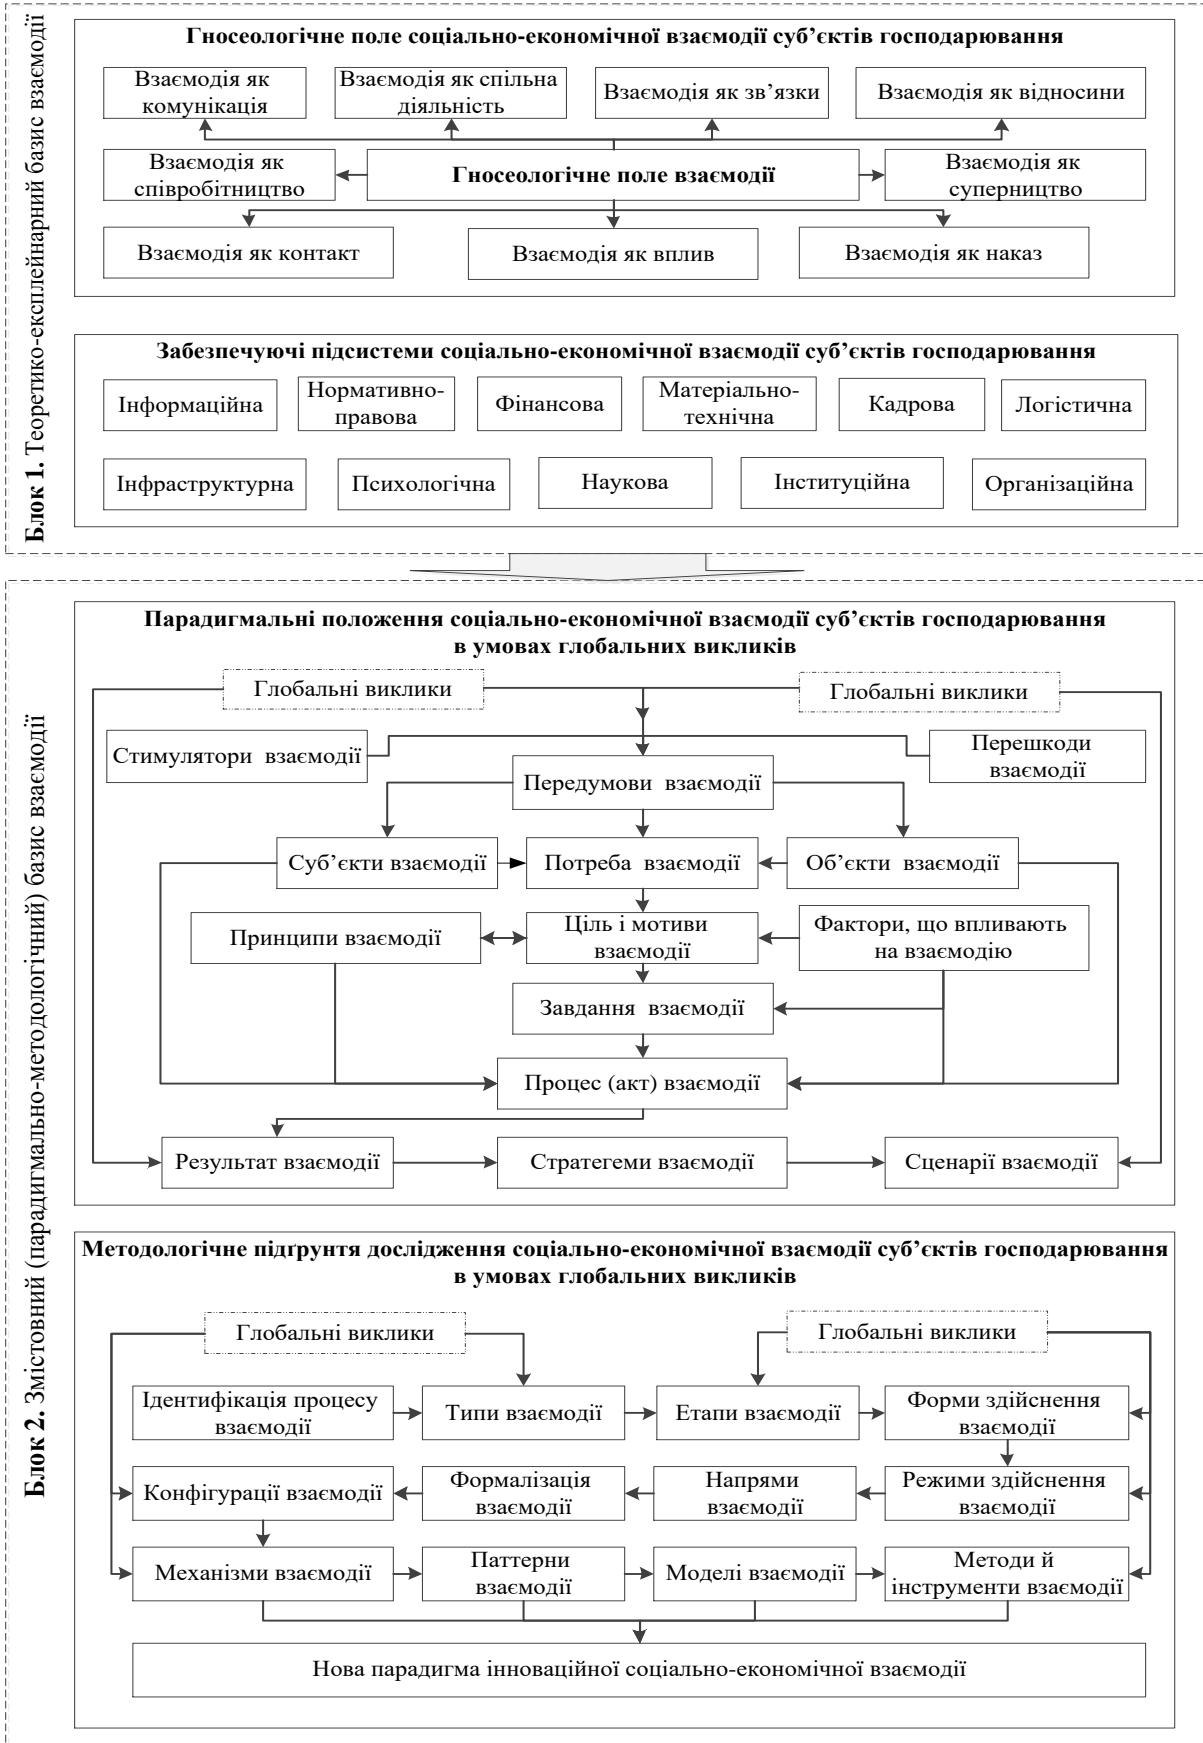 Блок 1. Теоретико-експлейнарний базис взаємодії
Гносеологічне поле соціально-економічної взаємодії суб’єктів господарювання
Взаємодія як
комунікація
Взаємодія як спільна
діяльність
Взаємодія як зв’язки
Взаємодія як відносини
Взаємодія як
співробітництво
Гносеологічне поле взаємодії
Взаємодія як
суперництво
Взаємодія як контакт
Взаємодія як вплив
Взаємодія як наказ
Забезпечуючі підсистеми соціально-економічної взаємодії суб’єктів господарювання
Інформаційна
Нормативно-
правова
Фінансова
Матеріально-
технічна
Кадрова
Логістична
Інфраструктурна
Психологічна
Наукова
Інституційна
Організаційна
Блок 2. Змістовний (парадигмально-методологічний) базис взаємодії
Парадигмальні положення соціально-економічної взаємодії суб’єктів господарювання
в умовах глобальних викликів
Глобальні виклики
Глобальні виклики
Стимулятори взаємодії
Перешкоди
взаємодії
Передумови взаємодії
Суб’єкти взаємодії
Потреба взаємодії
Об’єкти взаємодії
Принципи взаємодії
Ціль і мотиви
взаємодії
Фактори, що впливають
на взаємодію
Завдання взаємодії
Процес (акт) взаємодії
Результат взаємодії
Стратегеми взаємодії
Сценарії взаємодії
Методологічне підґрунтя дослідження соціально-економічної взаємодії суб’єктів господарювання
в умовах глобальних викликів
Глобальні виклики
Глобальні виклики
Ідентифікація процесу
взаємодії
Типи взаємодії
Етапи взаємодії
Форми здійснення
взаємодії
Конфігурації взаємодії
Формалізація
взаємодії
Напрями
взаємодії
Режими здійснення
взаємодії
Механізми взаємодії
Паттерни
взаємодії
Моделі взаємодії
Методи й
інструменти взаємодії
Нова парадигма інноваційної соціально-економічної взаємодії